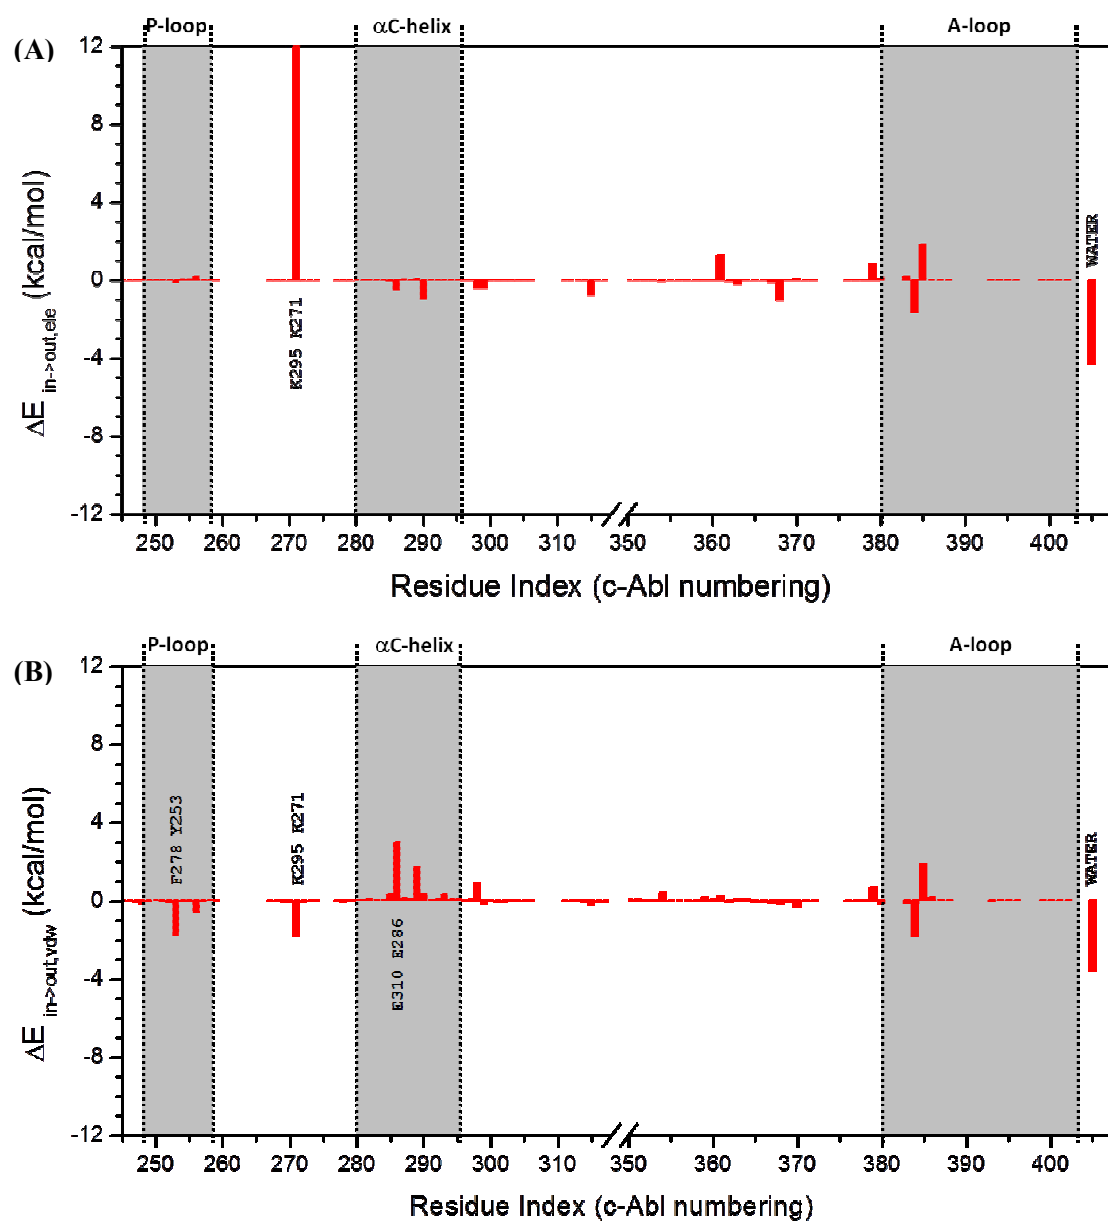 (A)
P-loop αC-helix A-loop
12
8
4
0
-4
-8
-12
ΔE in->out,ele (kcal/mol)
K295 K271
WATER
250 260 270 280 290 300 310 350 360 370 380 390 400
Residue Index (c-Abl numbering)
(B)
P-loop αC-helix A-loop
12
8
4
0
-4
-8
-12
ΔE in->out,vdw (kcal/mol)
F278 Y253
K295 K271
E310 E286
WATER
250 260 270 280 290 300 310 350 360 370 380 390 400
Residue Index (c-Abl numbering)